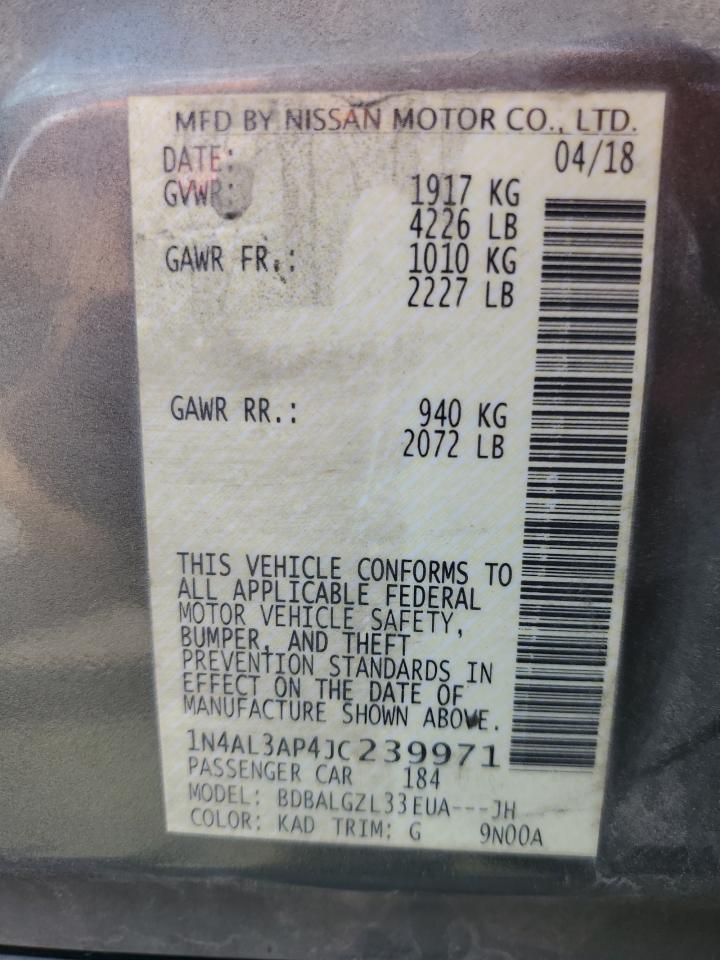 MFD BY NISSAN MOTOR CO., LTD.
DATE: 04/18
GVWR: 1917 KG
4226 LB
GAWR FR.: 1010 KG
2227 LB
GAWR RR.: 940 KG
2072 LB
THIS VEHICLE CONFORMS TO
ALL APPLICABLE FEDERAL
MOTOR VEHICLE SAFETY,
BUMPER, AND THEFT
PREVENTION STANDARDS IN
EFFECT ON THE DATE OF
MANUFACTURE SHOWN ABOVE.
1N4AL3AP4JC239971
PASSENGER CAR 184
MODEL: BDBALGZL33EUA---JH
COLOR: KAD TRIM: G 9N00A